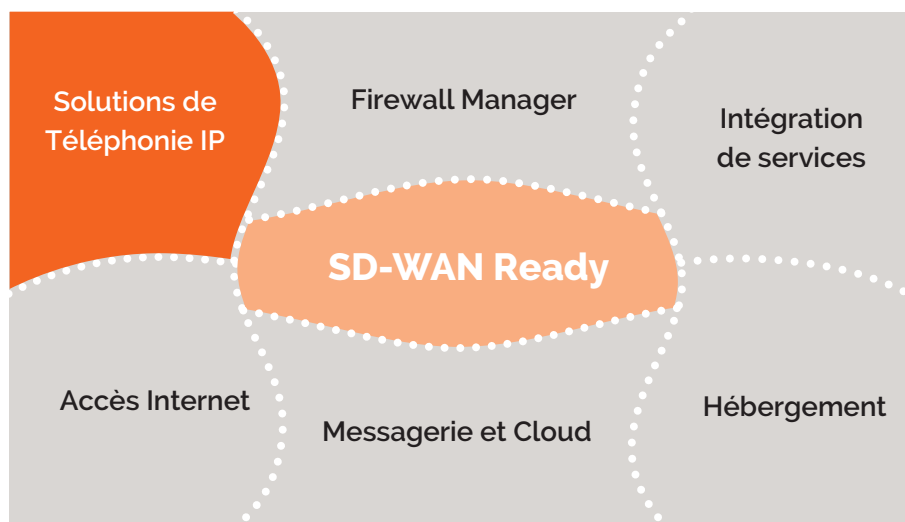 Solutions de
Téléphonie IP
Firewall Manager
Intégration
de services
SD-WAN Ready
Accès Internet
Messagerie et Cloud
Hébergement